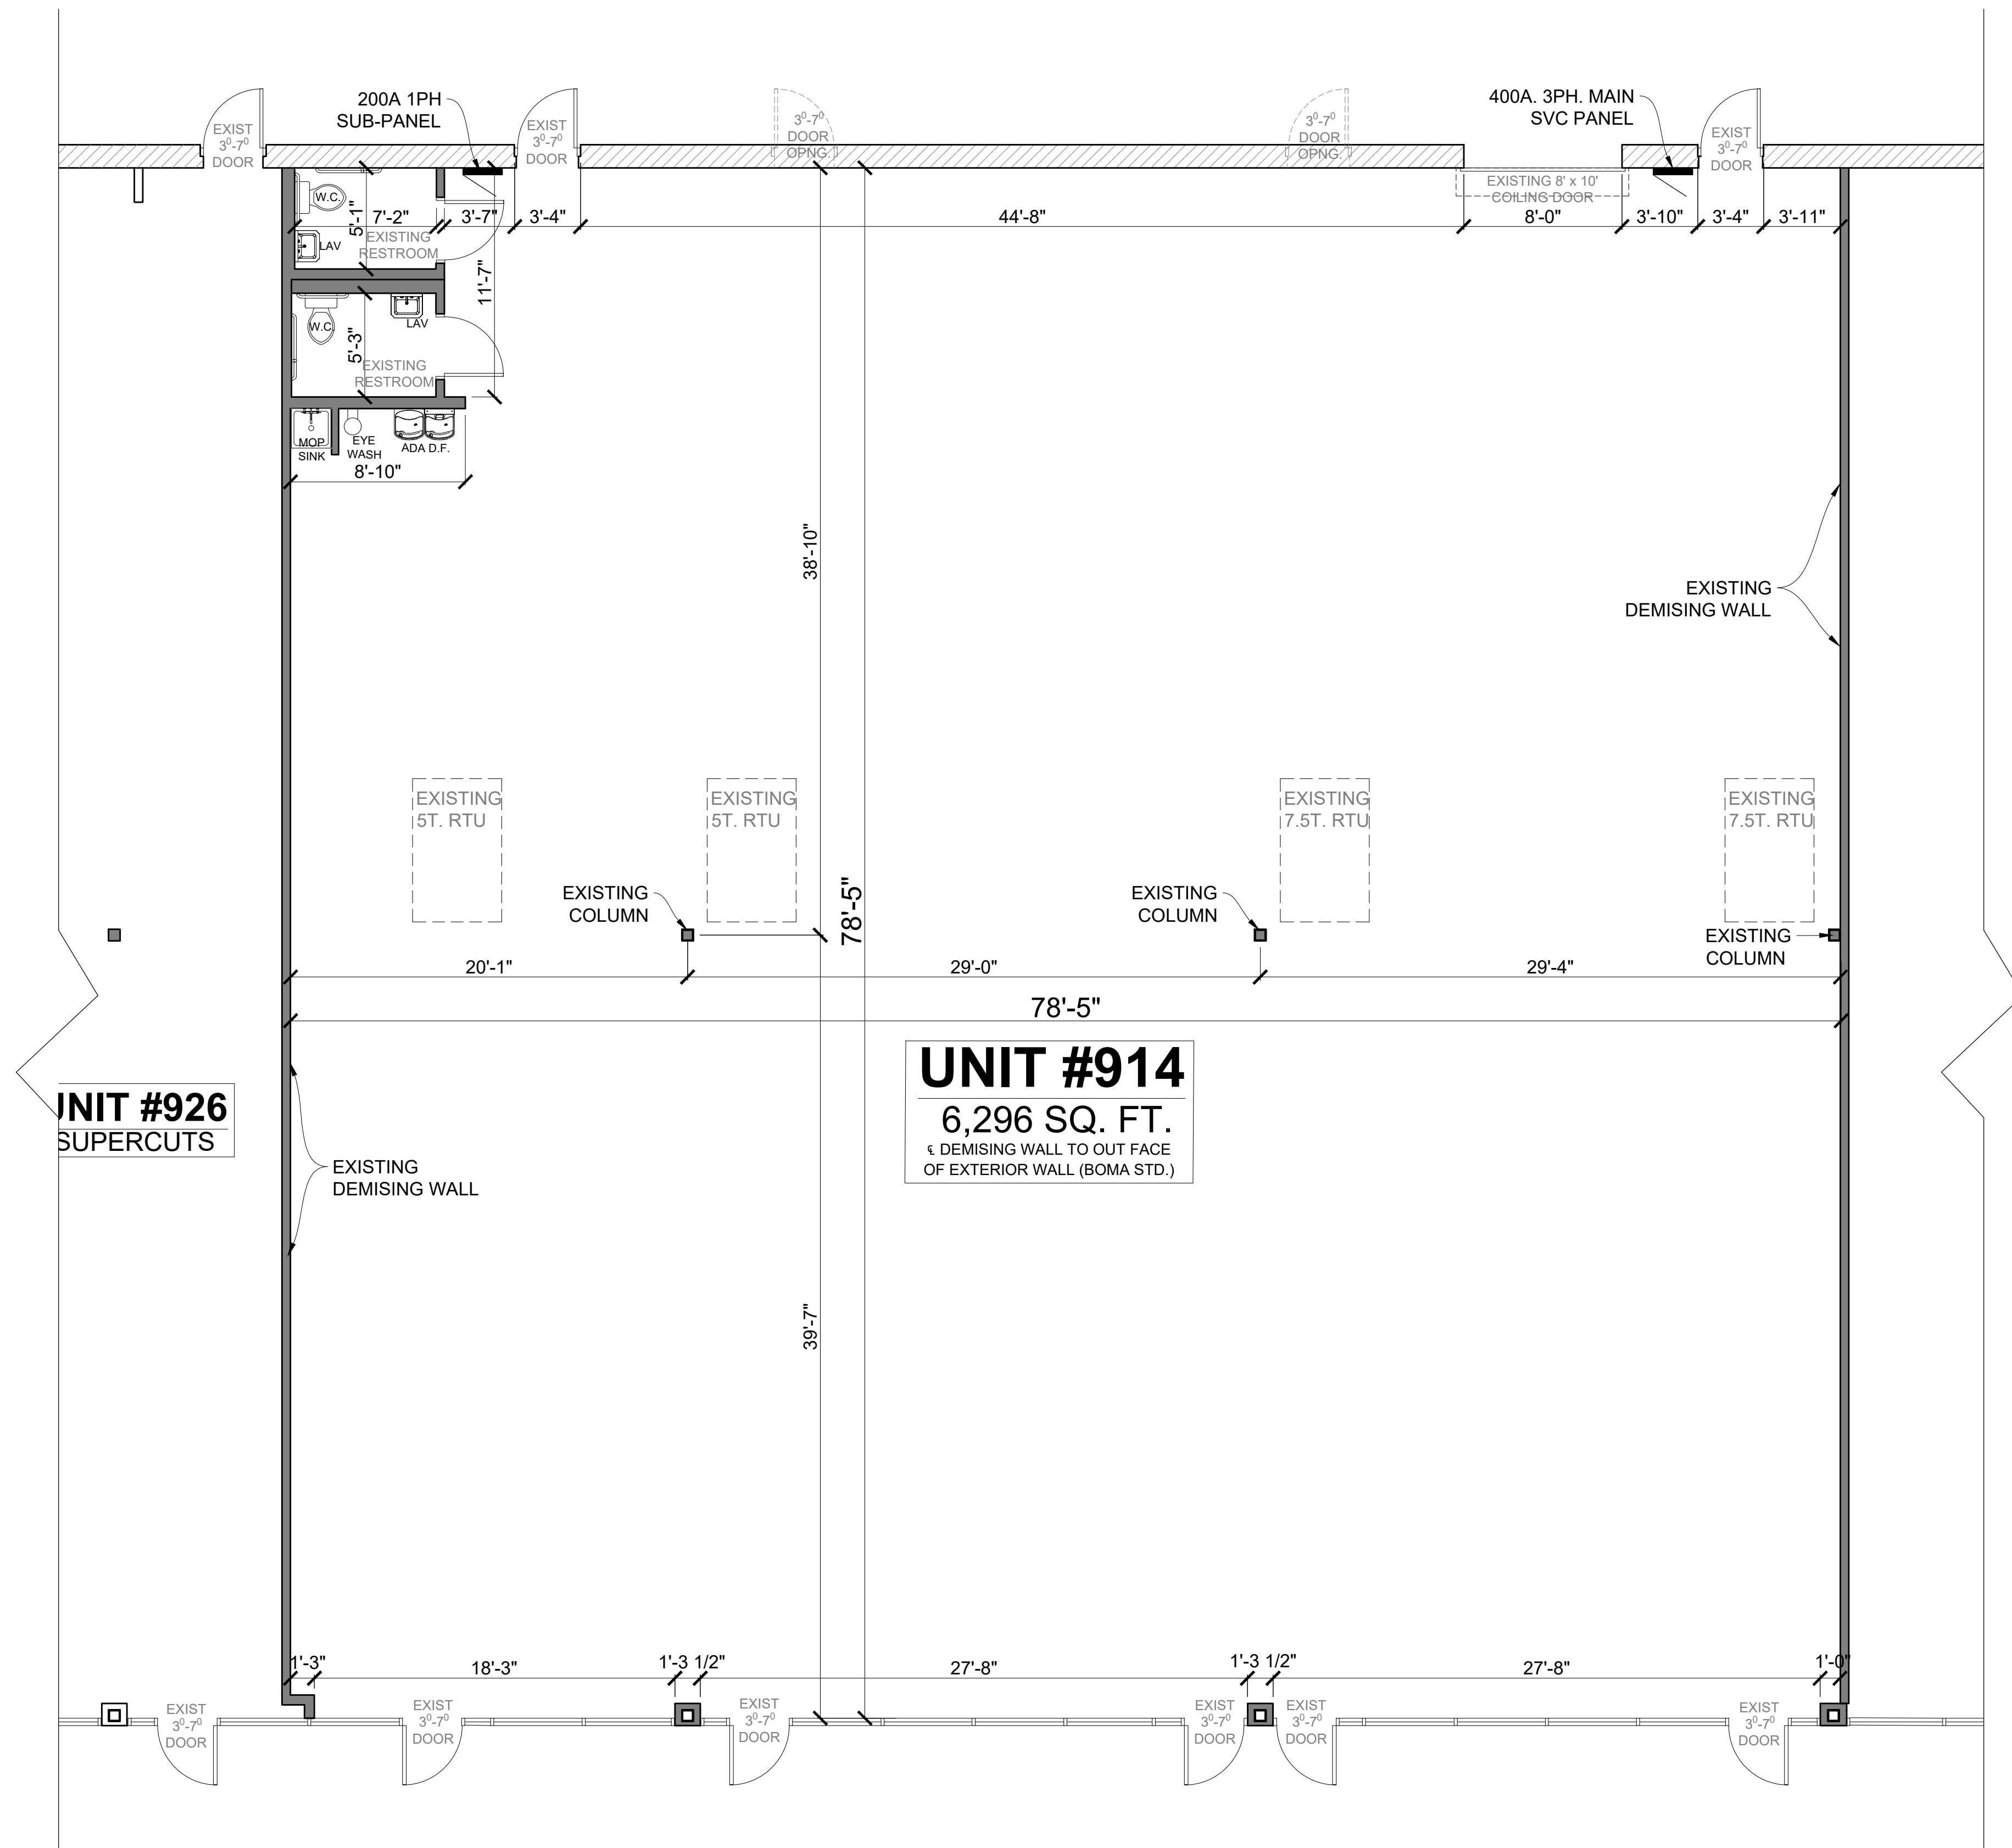 200A 1PH
SUB-PANEL
400A. 3PH. MAIN
SVC PANEL
EXIST
3⁰-7⁰
DOOR
EXIST
3⁰-7⁰
DOOR
3⁰-7⁰
DOOR
OPNG.
3⁰-7⁰
DOOR
OPNG.
EXIST
3⁰-7⁰
DOOR
EXISTING 8' x 10'
COILING DOOR
W.C.
5'-1"
7'-2"
3'-7"
3'-4"
44'-8"
8'-0"
3'-10"
3'-4"
3'-11"
LAV
EXISTING
RESTROOM
11'-7"
W.C.
LAV
5'-3"
EXISTING
RESTROOM
MOP
SINK
EYE
WASH
ADA D.F.
8'-10"
38'-10"
EXISTING
DEMISING WALL
EXISTING
5T. RTU
EXISTING
5T. RTU
EXISTING
7.5T. RTU
EXISTING
7.5T. RTU
EXISTING
COLUMN
78'-5"
EXISTING
COLUMN
EXISTING
COLUMN
20'-1"
29'-0"
29'-4"
78'-5"
UNIT #914
6,296 SQ. FT.
℄ DEMISING WALL TO OUT FACE
OF EXTERIOR WALL (BOMA STD.)
UNIT #926
SUPERCUTS
EXISTING
DEMISING WALL
39'-7"
1'-3"
18'-3"
1'-3 1/2"
27'-8"
1'-3 1/2"
27'-8"
1'-0"
EXIST
3⁰-7⁰
DOOR
EXIST
3⁰-7⁰
DOOR
EXIST
3⁰-7⁰
DOOR
EXIST
3⁰-7⁰
DOOR
EXIST
3⁰-7⁰
DOOR
EXIST
3⁰-7⁰
DOOR